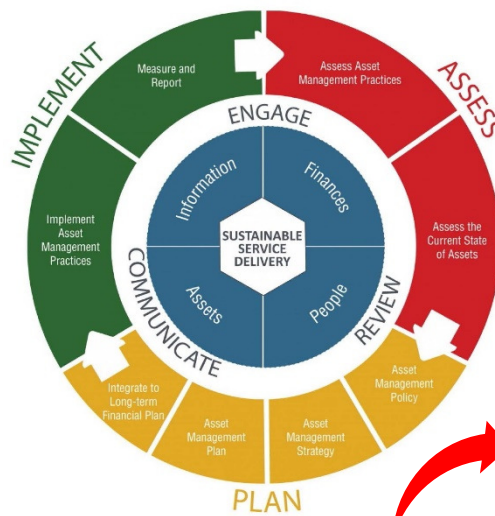 IMPLEMENT
Measure and
Report
Assess Asset
Management Practices
ASSESS
ENGAGE
Information
Finances
Implement
Asset
Management
Practices
SUSTAINABLE
SERVICE
DELIVERY
Assess the
Current State
of Assets
COMMUNICATE
Assets
People
REVIEW
Integrate to
Long-term
Financial Plan
Asset
Management
Plan
Asset
Management
Strategy
Asset
Management
Policy
PLAN